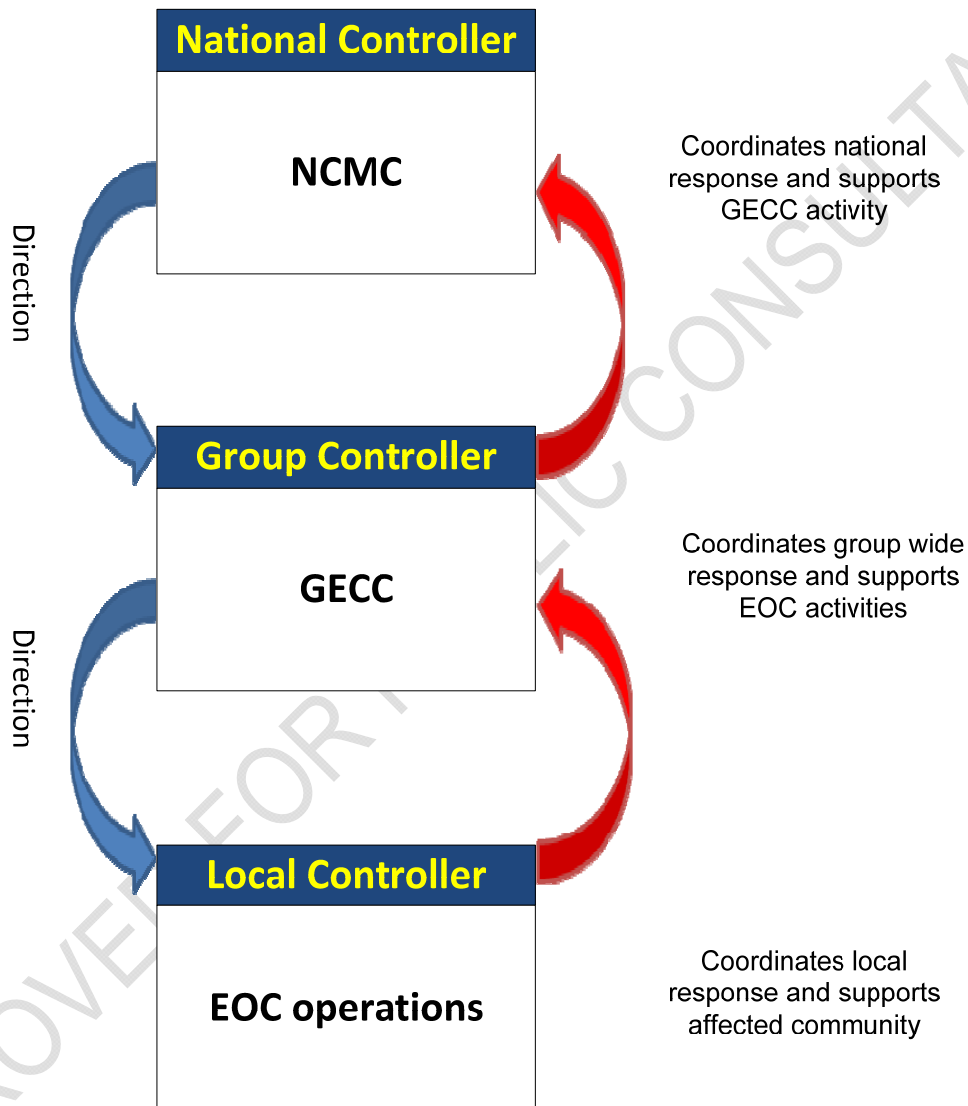 National Controller
NCMC
Coordinates national
response and supports
GECC activity
Direction
Group Controller
GECC
Coordinates group wide
response and supports
EOC activities
Direction
Local Controller
EOC operations
Coordinates local
response and supports
affected community